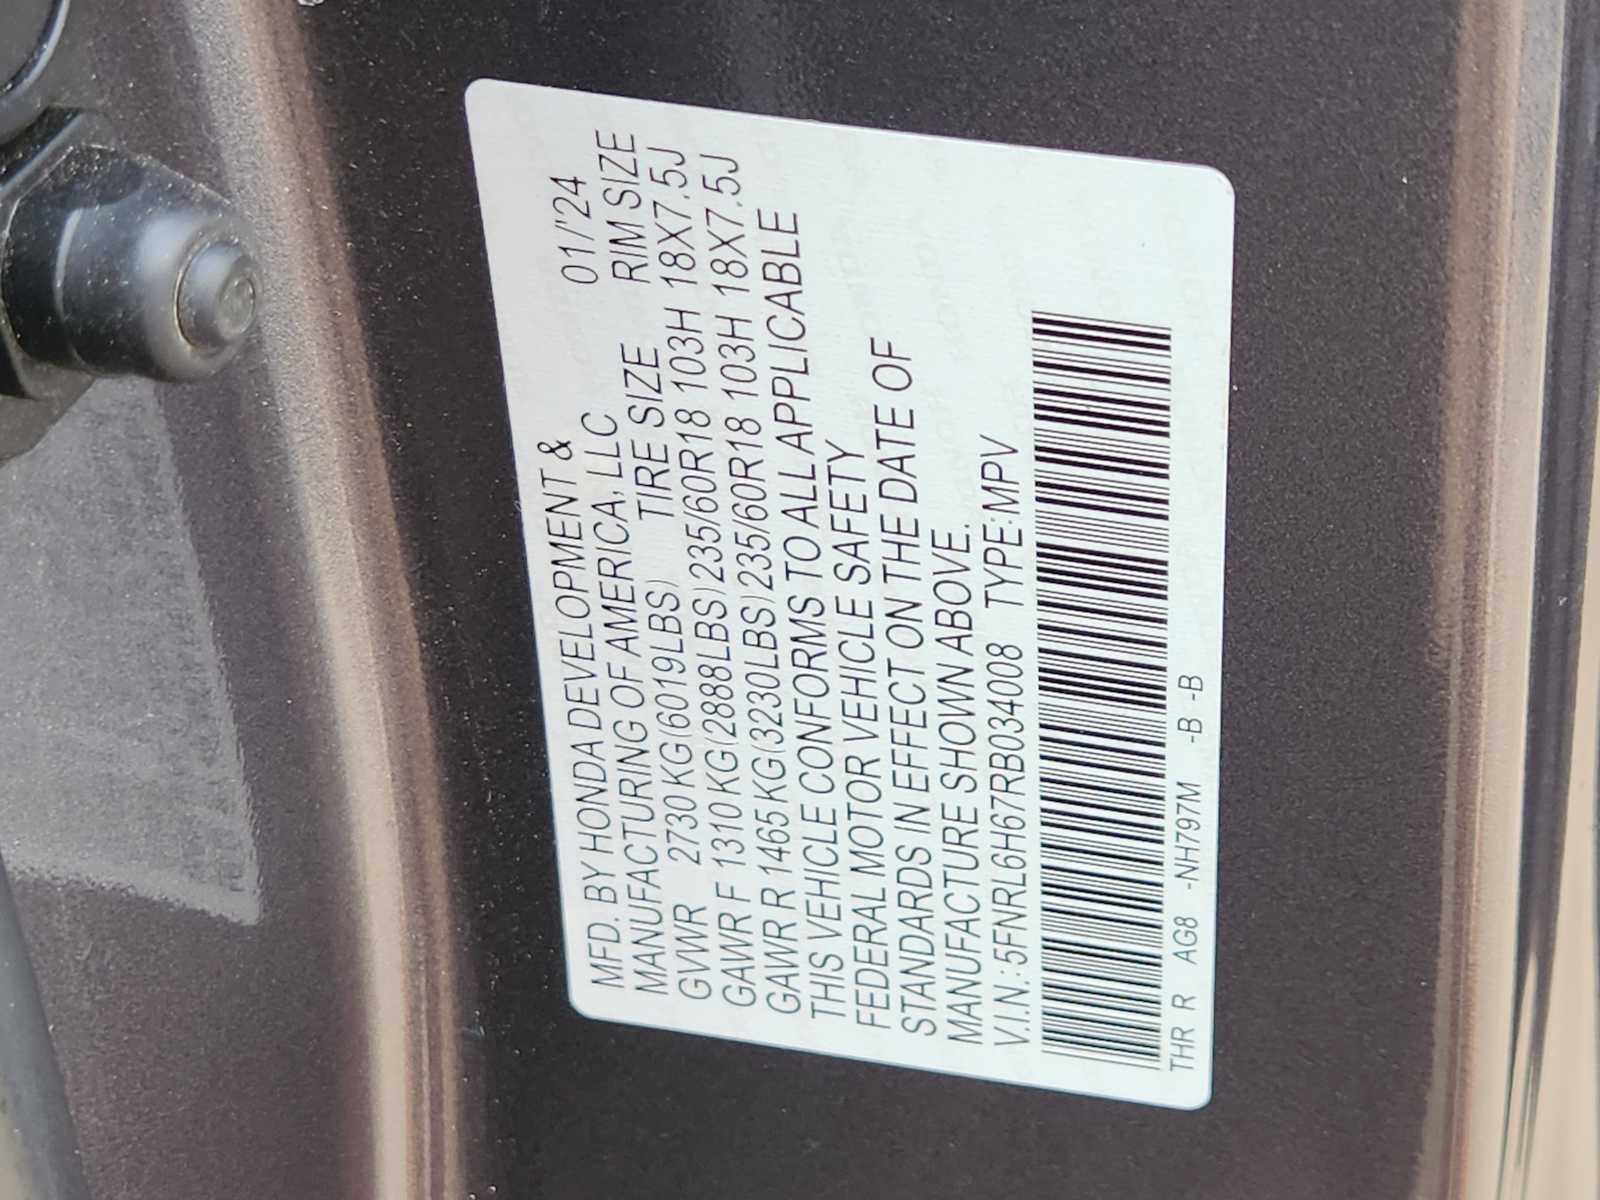 MFD. BY HONDA DEVELOPMENT & 01/'24
MANUFACTURING OF AMERICA, LLC RIM SIZE
GVWR 2730 KG(6019LBS) TIRE SIZE
GAWR F 1310 KG(2888LBS) 235/60R18 103H 18X7.5J
GAWR R 1465 KG(3230LBS) 235/60R18 103H 18X7.5J
THIS VEHICLE CONFORMS TO ALL APPLICABLE
FEDERAL MOTOR VEHICLE SAFETY
STANDARDS IN EFFECT ON THE DATE OF
MANUFACTURE SHOWN ABOVE.
V.I.N.: 5FNRL6H67RB034008 TYPE:MPV
THR R AG8 -NH797M -B -B